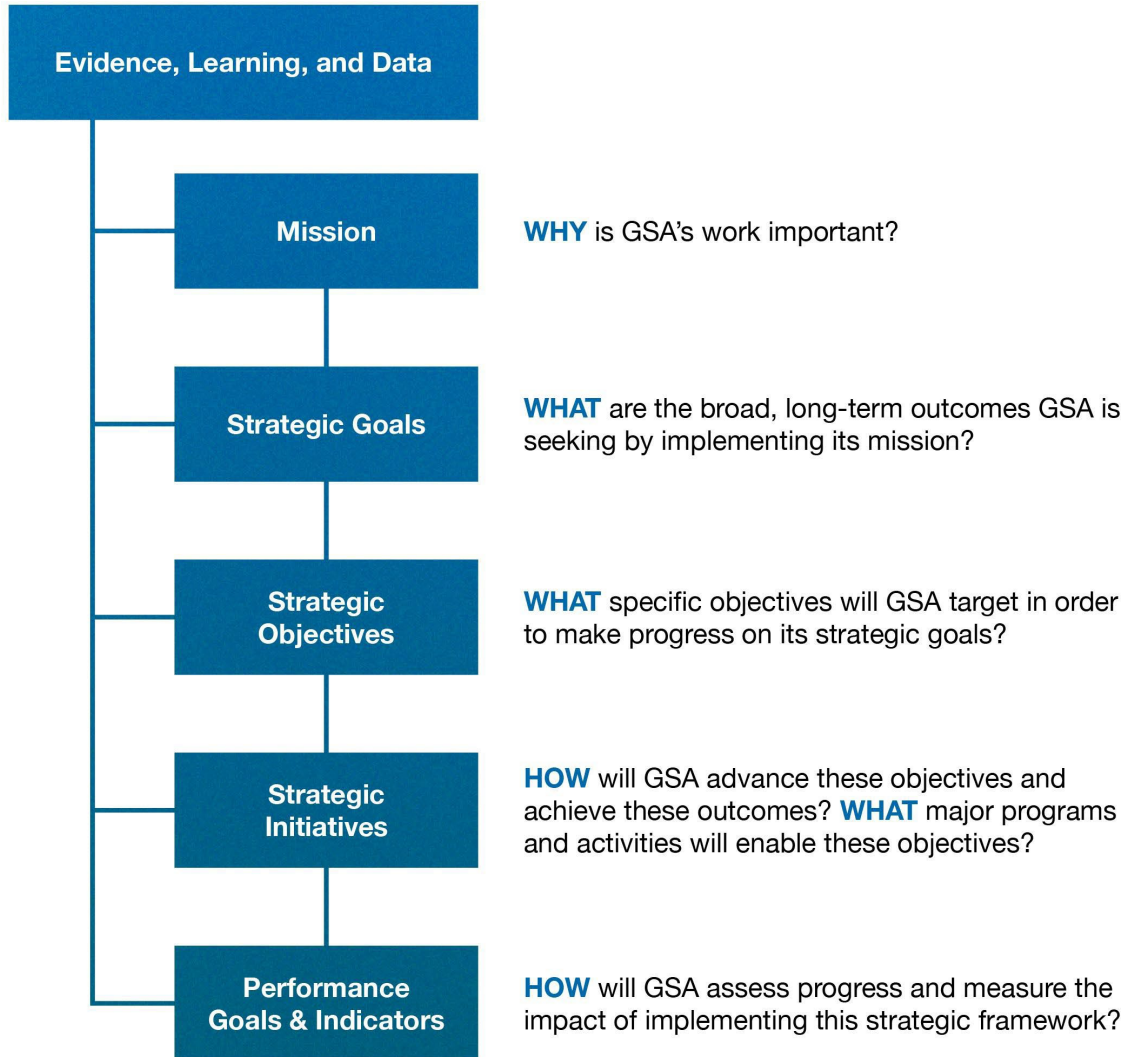 Evidence, Learning, and Data
Mission
WHY is GSA’s work important?
Strategic Goals
WHAT are the broad, long-term outcomes GSA is
seeking by implementing its mission?
Strategic
Objectives
WHAT specific objectives will GSA target in order
to make progress on its strategic goals?
Strategic
Initiatives
HOW will GSA advance these objectives and
achieve these outcomes? WHAT major programs
and activities will enable these objectives?
Performance
Goals & Indicators
HOW will GSA assess progress and measure the
impact of implementing this strategic framework?